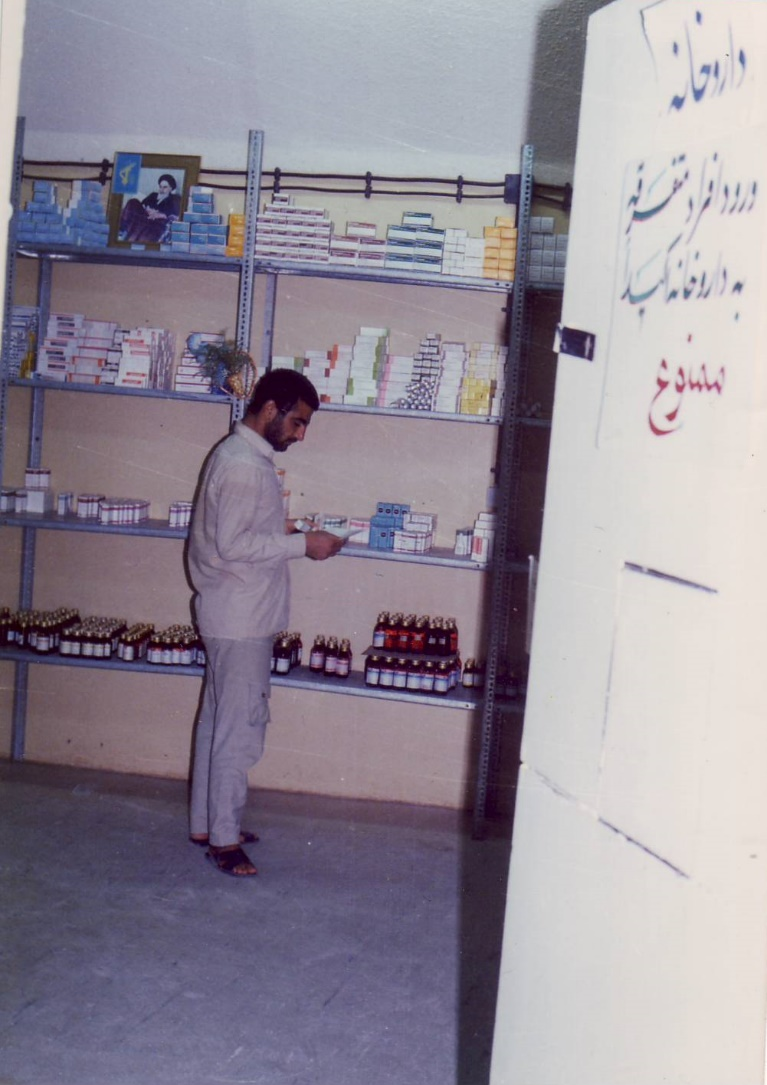 داروخانه
ورود افراد متفرقه
به داروخانه اکیداً
ممنوع